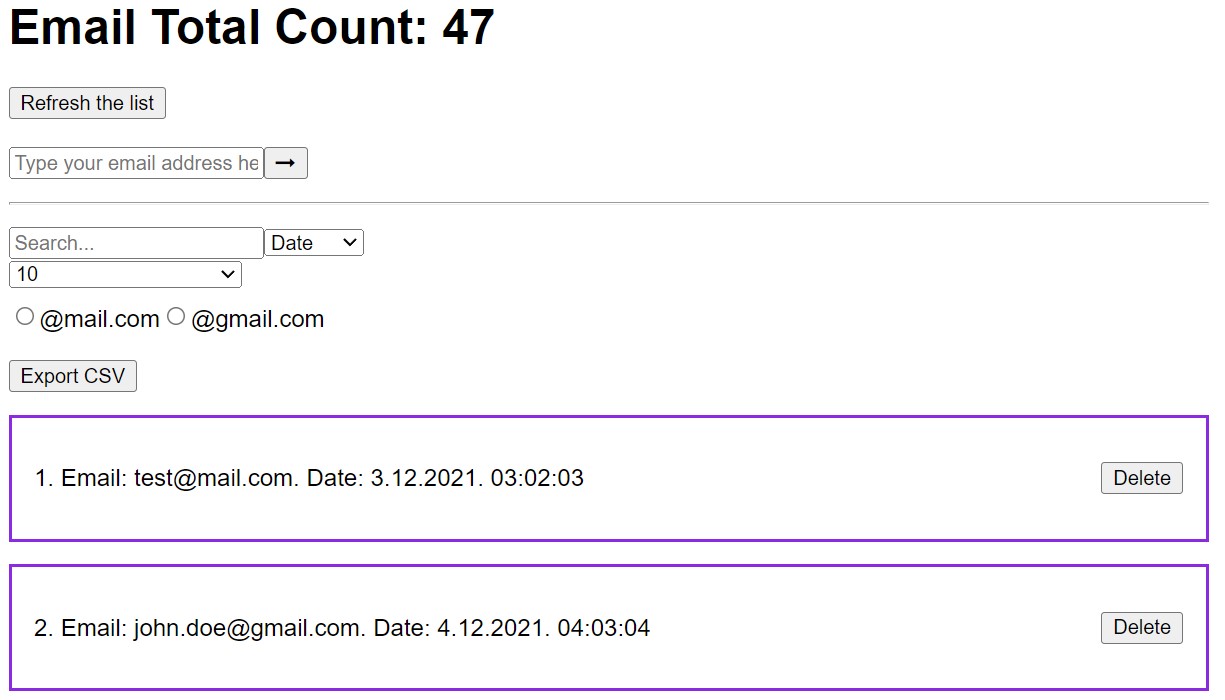 Email Total Count: 47
Refresh the list
Type your email address he
Search... Date
10
@mail.com @gmail.com
Export CSV
1. Email: test@mail.com. Date: 3.12.2021. 03:02:03 Delete
2. Email: john.doe@gmail.com. Date: 4.12.2021. 04:03:04 Delete